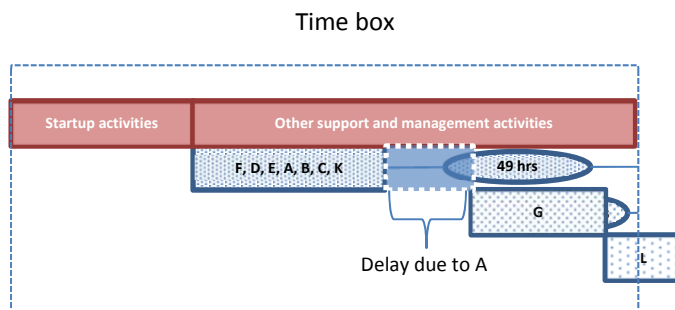 Time box
Startup activities
Other support and management activities
F, D, E, A, B, C, K
49 hrs
G
Delay due to A
L